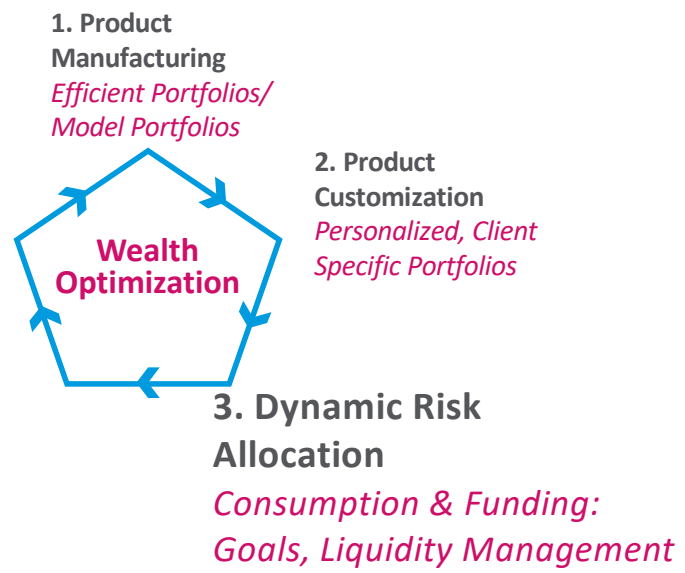 1. Product
Manufacturing
Efficient Portfolios/
Model Portfolios
2. Product
Customization
Personalized, Client
Specific Portfolios
Wealth
Optimization
3. Dynamic Risk
Allocation
Consumption & Funding:
Goals, Liquidity Management